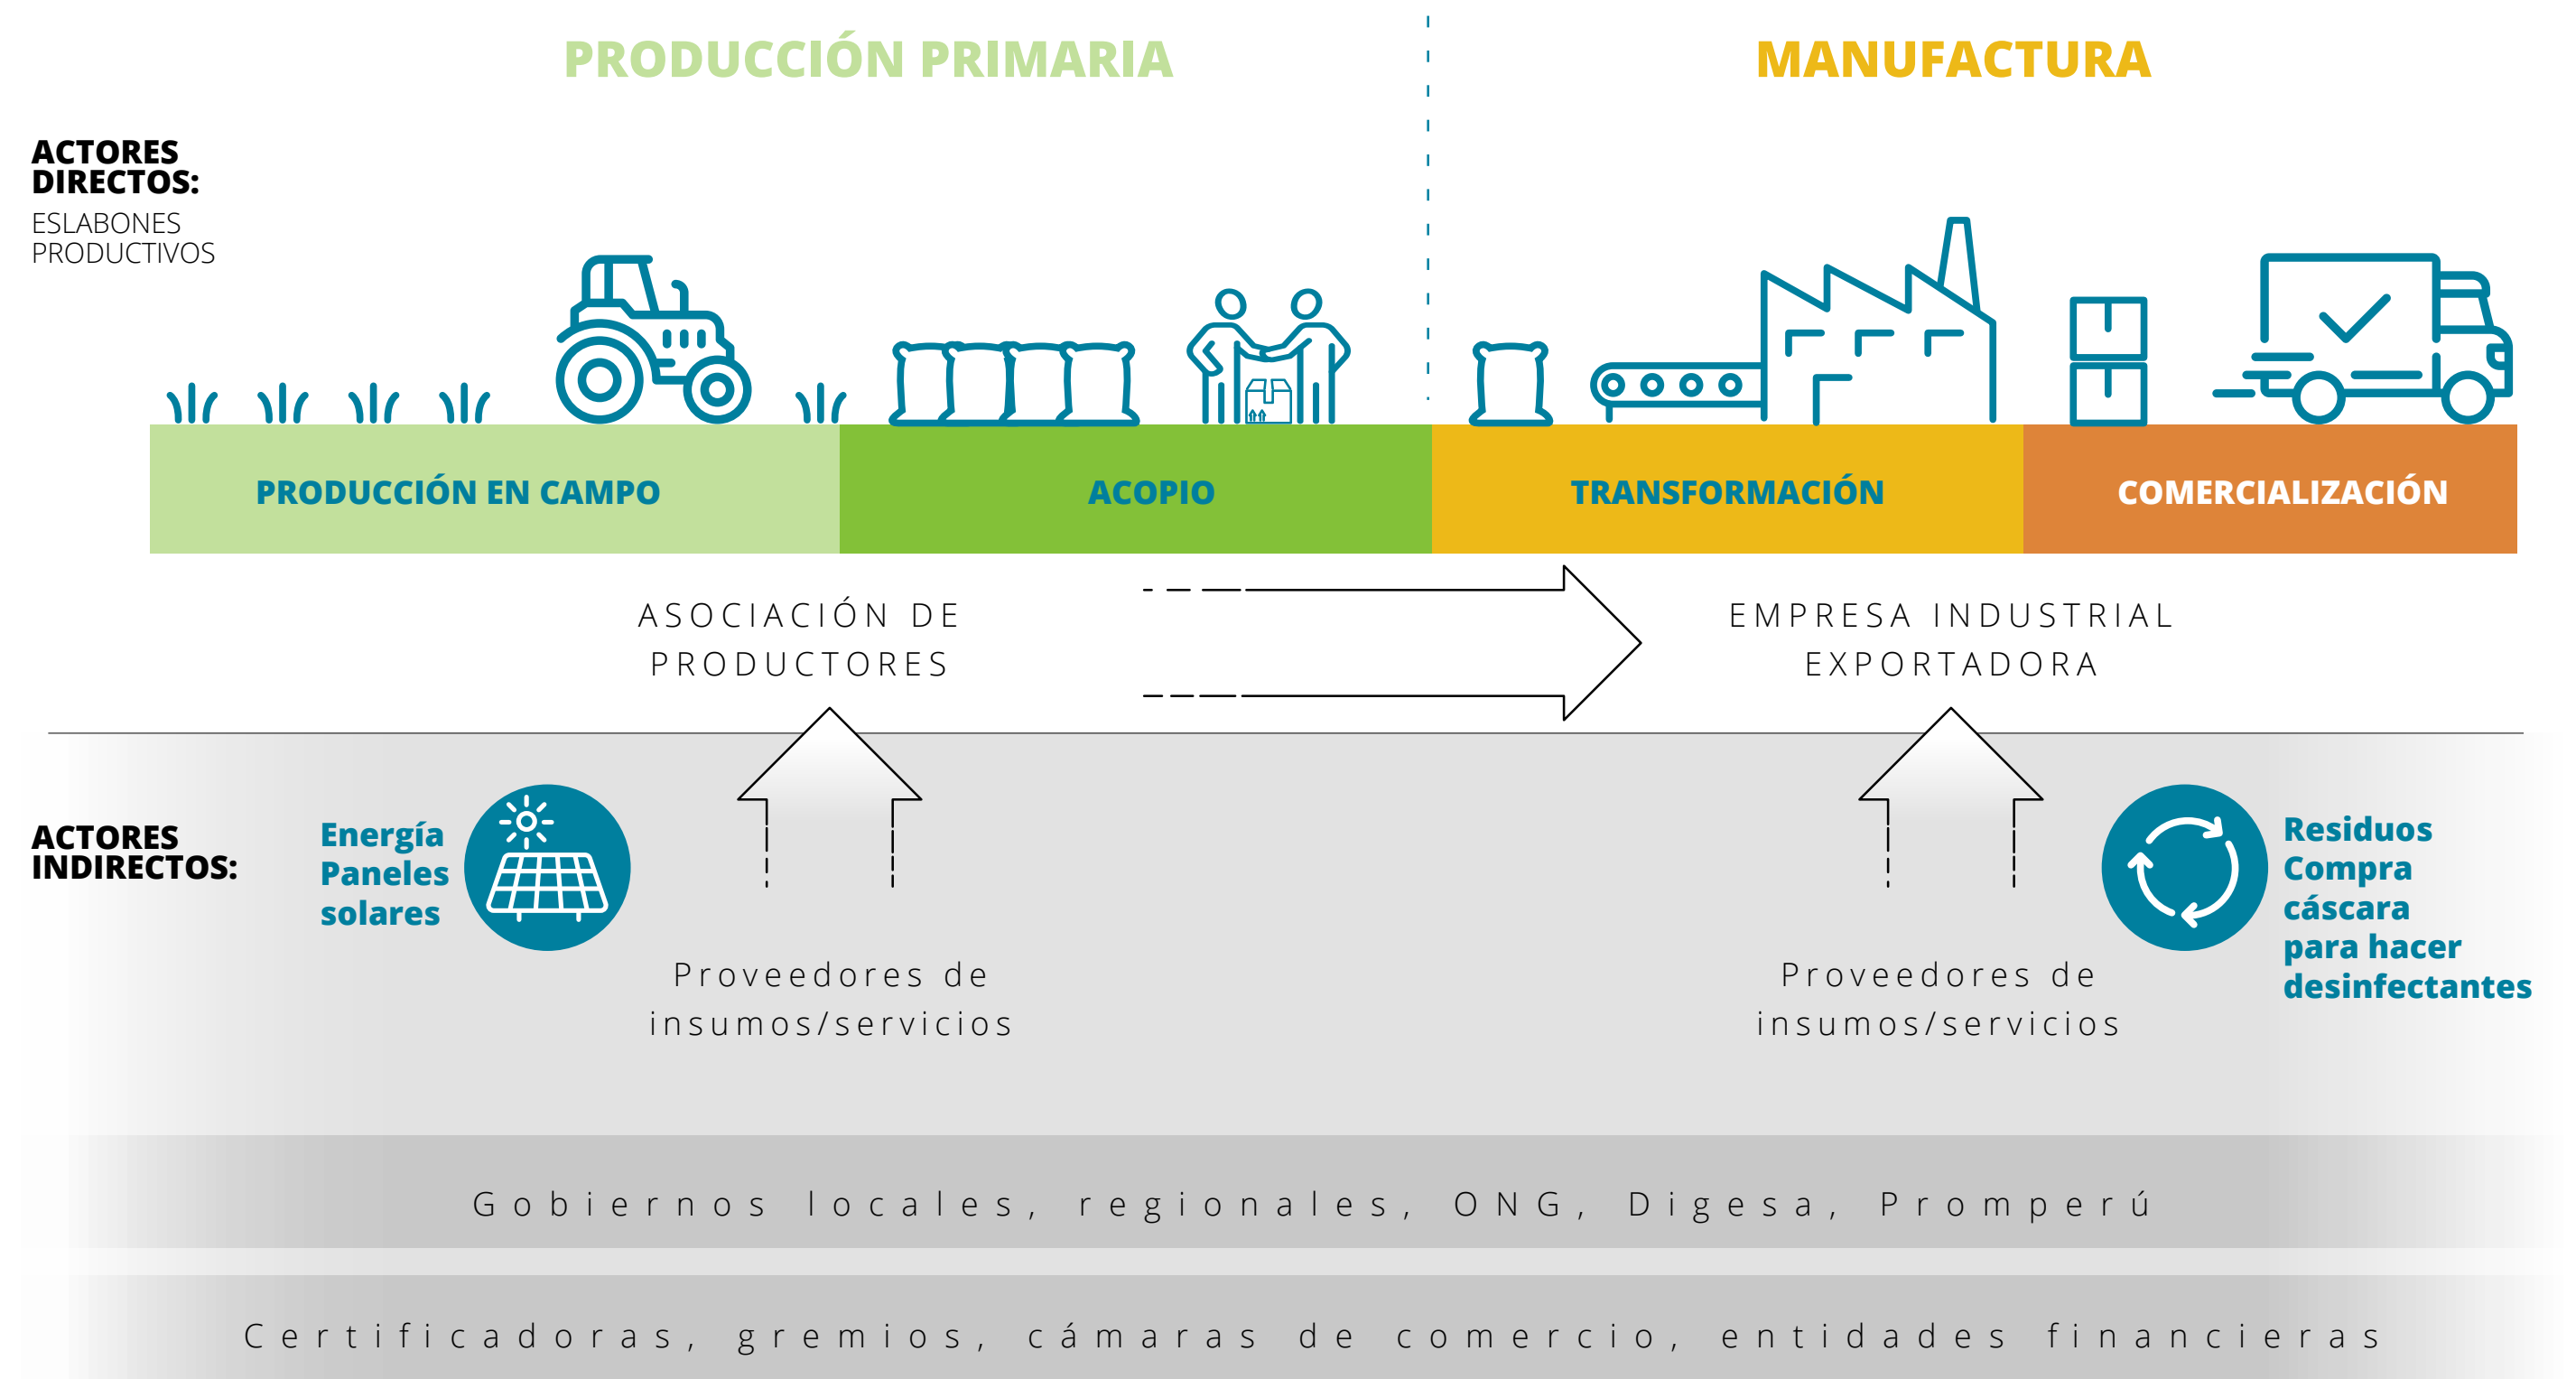 PRODUCCIÓN PRIMARIA
MANUFACTURA
ACTORES
DIRECTOS:
ESLABONES
PRODUCTIVOS
PRODUCCIÓN EN CAMPO
ACOPIO
TRANSFORMACIÓN
COMERCIALIZACIÓN
ASOCIACIÓN DE
PRODUCTORES
EMPRESA INDUSTRIAL
EXPORTADORA
ACTORES
INDIRECTOS:
Energía
Paneles
solares
Proveedores de
insumos/servicios
Proveedores de
insumos/servicios
Residuos
Compra
cáscara
para hacer
desinfectantes
Gobiernos locales, regionales, ONG, Digesa, Promperú
Certificadoras, gremios, cámaras de comercio, entidades financieras